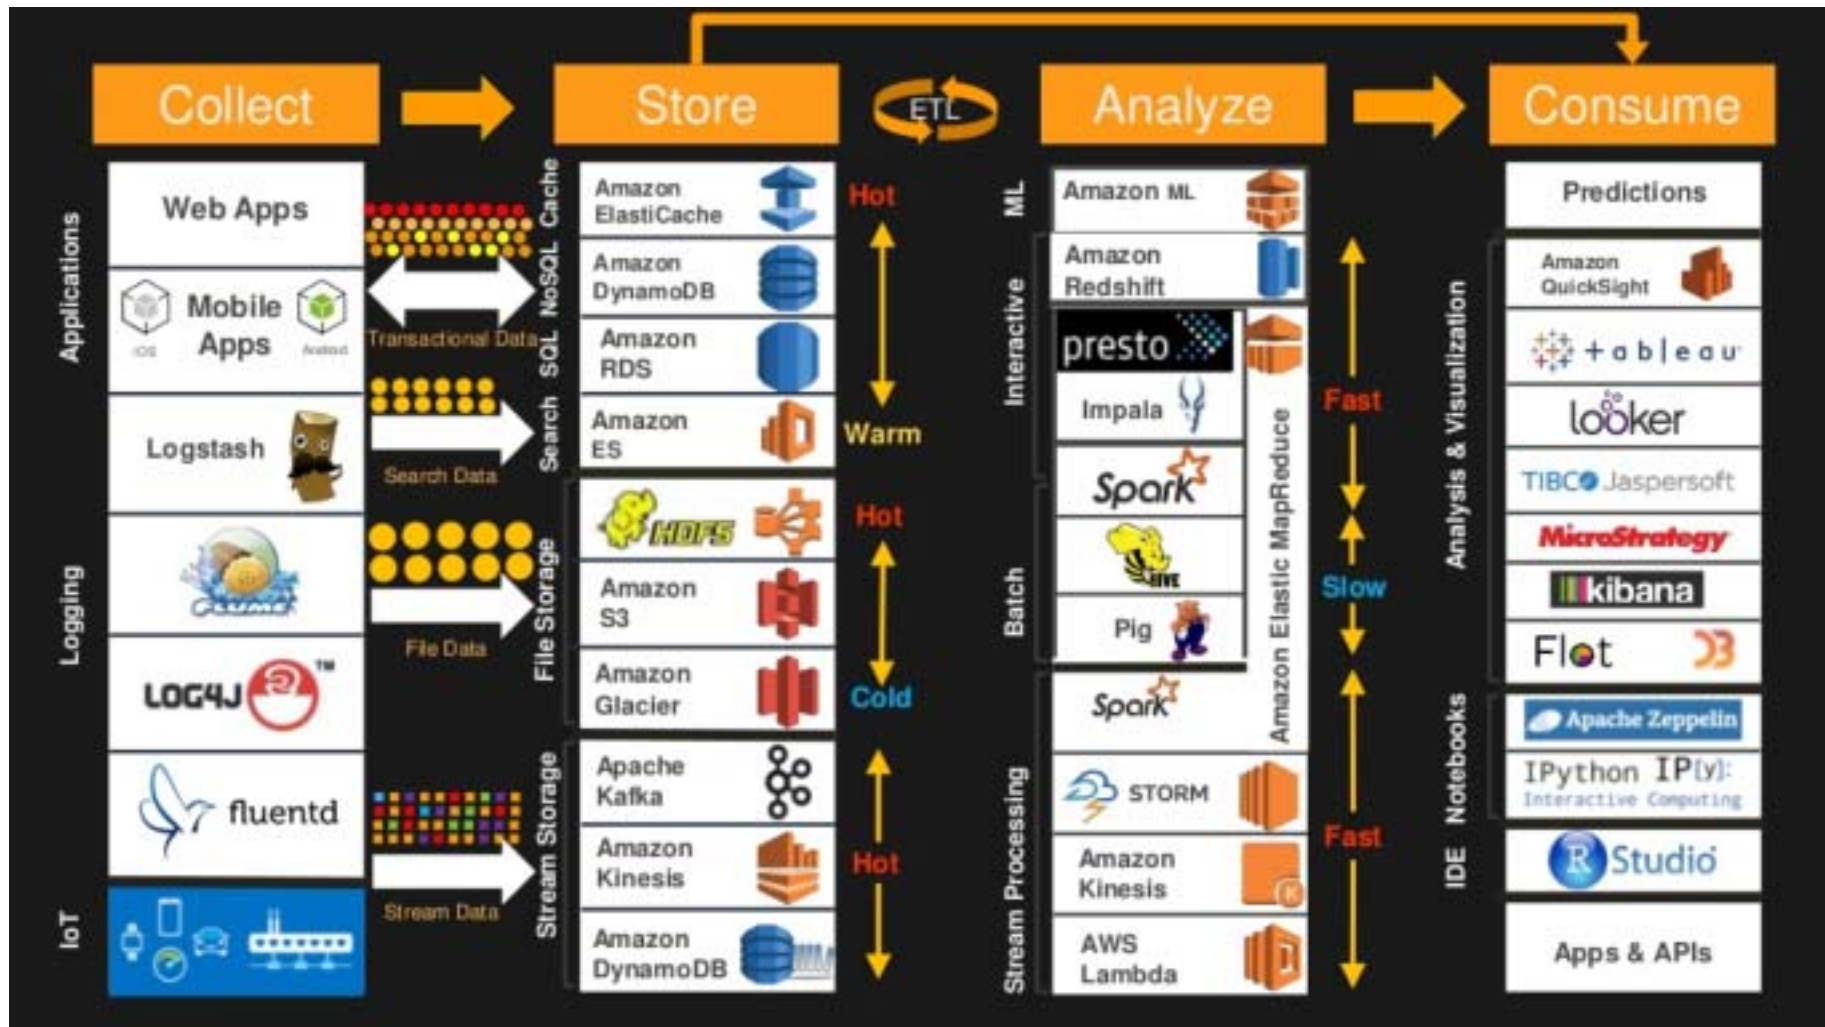 Collect
Store
ETL
Analyze
Consume
Applications
Logging
IoT
Web Apps
Mobile
Apps
iOS
Android
Logstash
FLUME
LOG4J
TM
fluentd
Transactional Data
Search Data
File Data
Stream Data
Cache
NoSQL
SQL
Search
File Storage
Stream Storage
Amazon
ElastiCache
Amazon
DynamoDB
Amazon
RDS
Amazon
ES
HDFS
Amazon
S3
Amazon
Glacier
Apache
Kafka
Amazon
Kinesis
Amazon
DynamoDB
Hot
Warm
Hot
Cold
Hot
ML
Interactive
Batch
Stream Processing
Amazon ML
Amazon
Redshift
presto
Impala
Spark
HIVE
Pig
Amazon Elastic MapReduce
Spark
STORM
Amazon
Kinesis
K
AWS
Lambda
Fast
Slow
Fast
Analysis & Visualization
Notebooks
IDE
Predictions
Amazon
QuickSight
+ableau
looker
TIBCO Jaspersoft
MicroStrategy
kibana
Flot
D3
Apache Zeppelin
IPython IP[y]:
Interactive Computing
R Studio
Apps & APIs